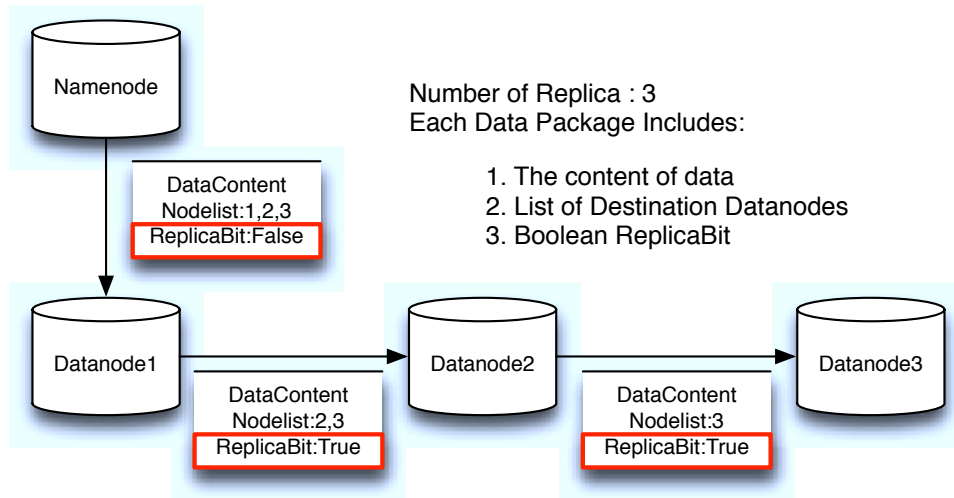 Namenode
Number of Replica : 3
Each Data Package Includes:
1. The content of data
2. List of Destination Datanodes
3. Boolean ReplicaBit
DataContent
Nodelist:1,2,3
ReplicaBit:False
Datanode1
Datanode2
Datanode3
DataContent
Nodelist:2,3
ReplicaBit:True
DataContent
Nodelist:3
ReplicaBit:True